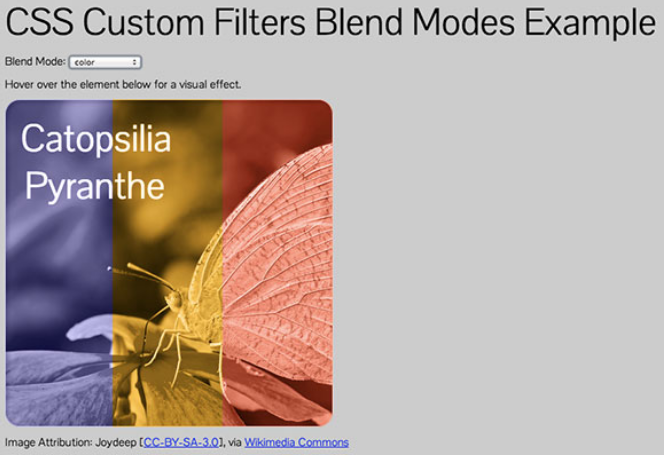 CSS Custom Filters Blend Modes Example
Blend Mode: color
Hover over the element below for a visual effect.
Catopsilia
Pyranthe
Image Attribution: Joydeep [CC-BY-SA-3.0], via Wikimedia Commons